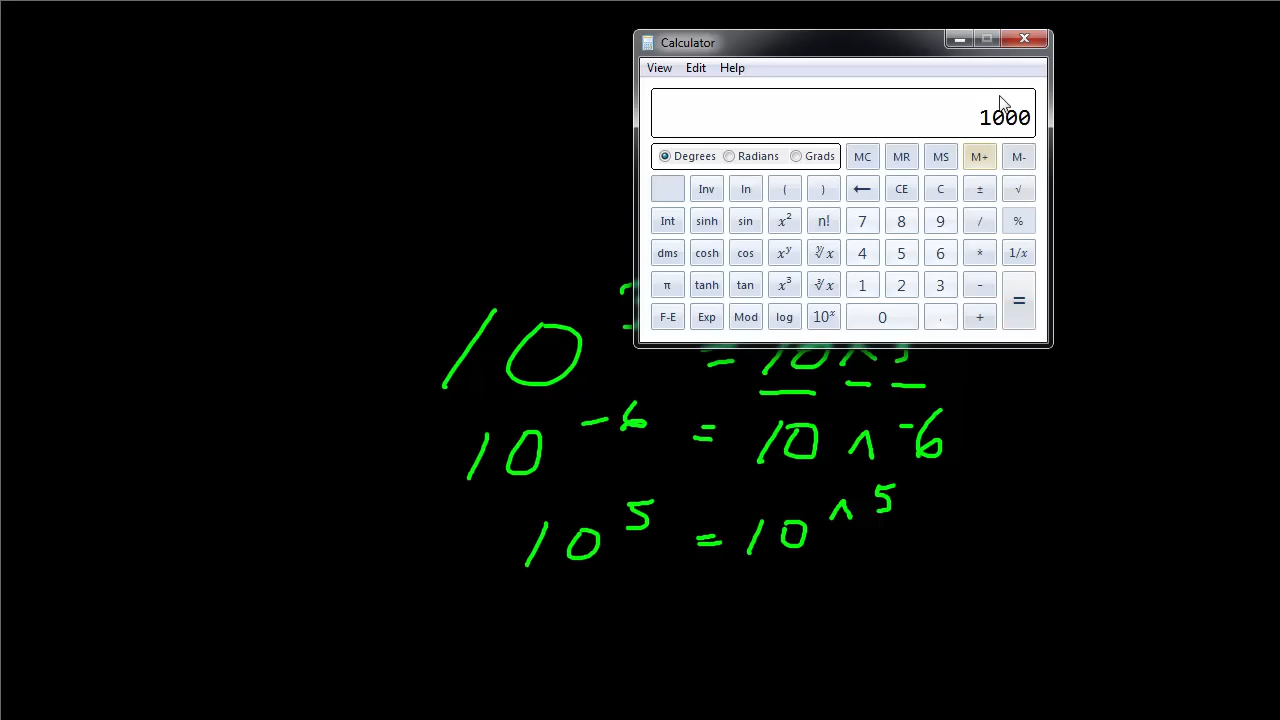 Calculator
View Edit Help
1000
Degrees Radians Grads MC MR MS M+ M-
Inv ln ( ) ← CE C ± √
Int sinh sin x² n! 7 8 9 / %
dms cosh cos xʸ ʸ√x 4 5 6 * 1/x
π tanh tan x³ ³√x 1 2 3 - =
F-E Exp Mod log 10ˣ 0 . +
10 = 10^
10⁻⁶ = 10^-6
10⁵ = 10^5